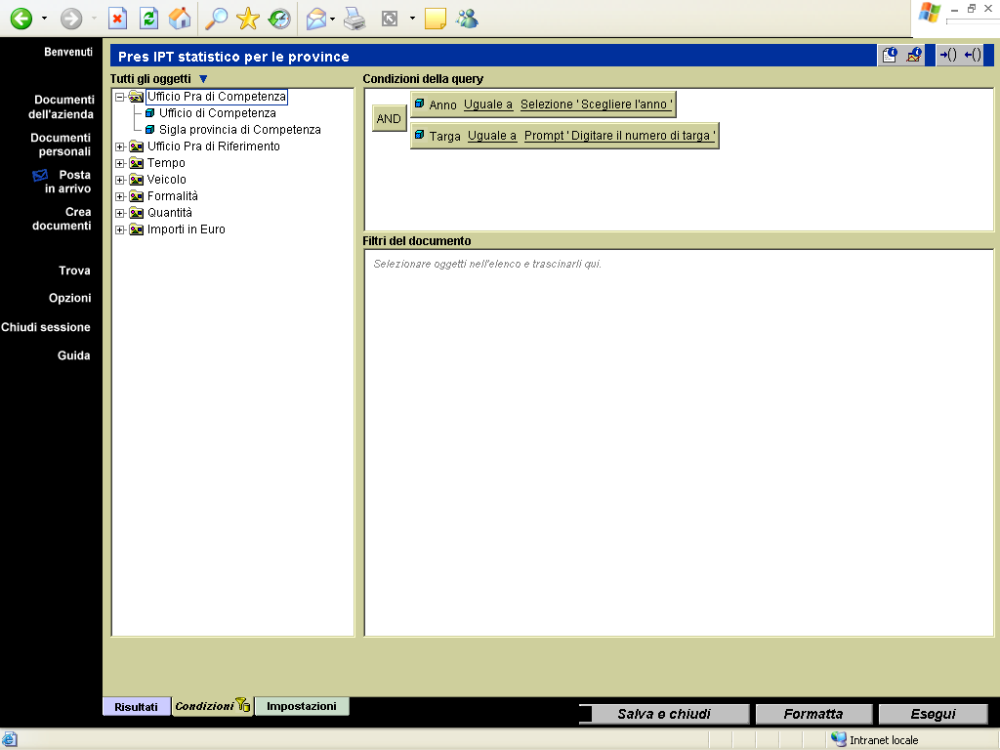 Benvenuti
Documenti
dell'azienda
Documenti
personali
Posta
in arrivo
Crea
documenti
Trova
Opzioni
Chiudi sessione
Guida
Pres IPT statistico per le province
Tutti gli oggetti
Ufficio Pra di Competenza
Ufficio di Competenza
Sigla provincia di Competenza
Ufficio Pra di Riferimento
Tempo
Veicolo
Formalità
Quantità
Importi in Euro
Condizioni della query
AND
Anno Uguale a Selezione ' Scegliere l'anno '
Targa Uguale a Prompt ' Digitare il numero di targa '
Filtri del documento
Selezionare oggetti nell'elenco e trascinarli qui.
Risultati Condizioni Impostazioni
Salva e chiudi Formatta Esegui
Intranet locale